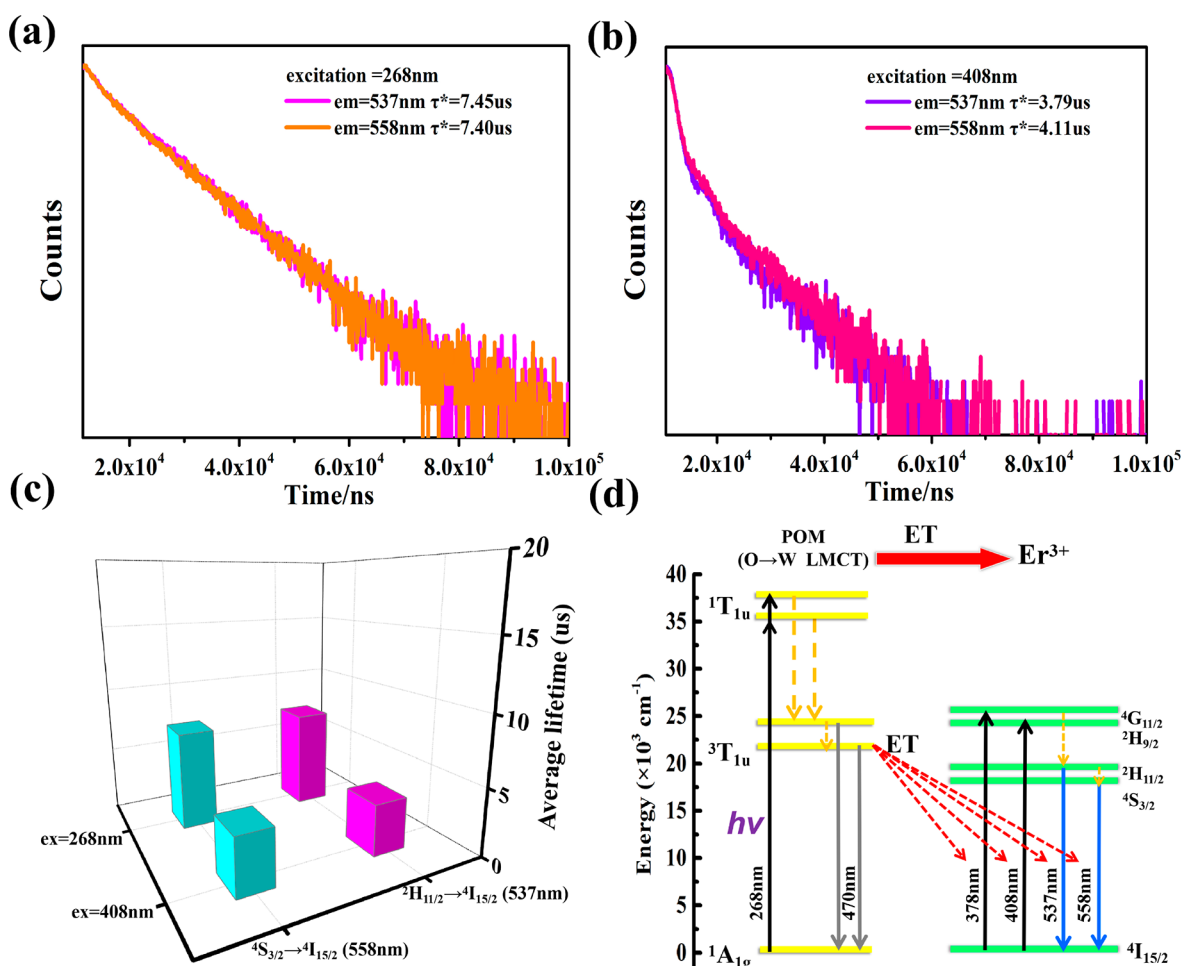 (a)
excitation =268nm
em=537nm τ*=7.45us
em=558nm τ*=7.40us
Counts
2.0x10⁴ 4.0x10⁴ 6.0x10⁴ 8.0x10⁴ 1.0x10⁵
Time/ns
(b)
excitation =408nm
em=537nm τ*=3.79us
em=558nm τ*=4.11us
Counts
2.0x10⁴ 4.0x10⁴ 6.0x10⁴ 8.0x10⁴ 1.0x10⁵
Time/ns
(c)
20
15
10
5
0
Average lifetime (us)
ex=268nm
ex=408nm
²H₁₁/₂→⁴I₁₅/₂ (537nm)
⁴S₃/₂→⁴I₁₅/₂ (558nm)
(d)
POM
(O→W LMCT)
ET
Er³⁺
40
35
30
25
20
15
10
5
0
Energy (×10³ cm⁻¹)
¹T₁ᵤ
³T₁ᵤ
¹A₁g
hν
268nm
470nm
ET
378nm
408nm
537nm
558nm
⁴G₁₁/₂
²H₉/₂
²H₁₁/₂
⁴S₃/₂
⁴I₁₅/₂